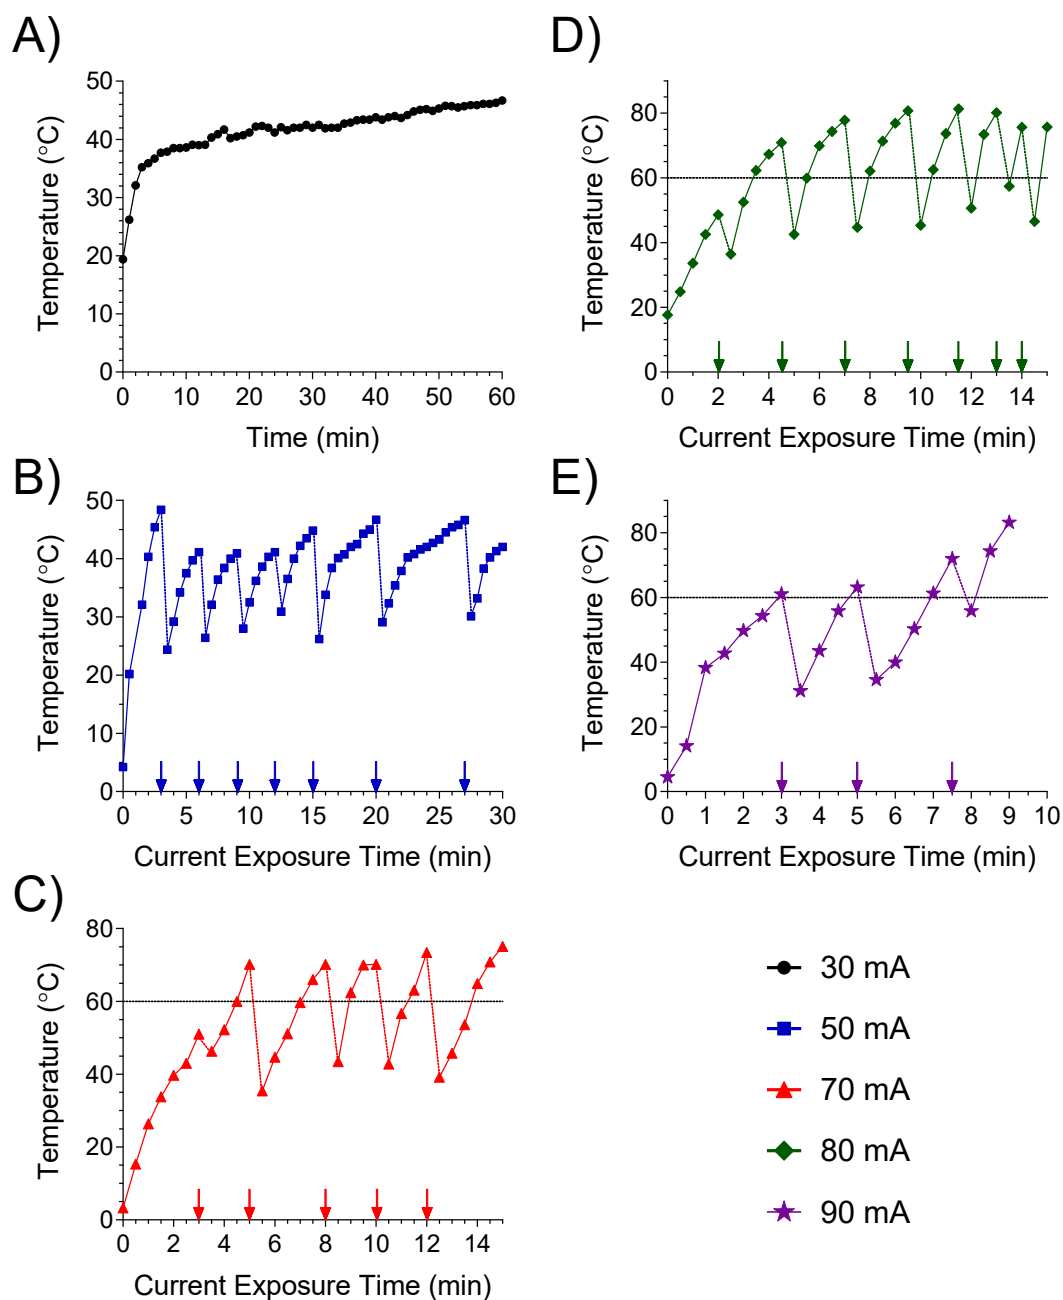 A)
Temperature (°C)
50
40
30
20
10
0
0 10 20 30 40 50 60
Time (min)
B)
Temperature (°C)
50
40
30
20
10
0
0 5 10 15 20 25 30
Current Exposure Time (min)
C)
Temperature (°C)
80
60
40
20
0
0 2 4 6 8 10 12 14
Current Exposure Time (min)
D)
Temperature (°C)
80
60
40
20
0
0 2 4 6 8 10 12 14
Current Exposure Time (min)
E)
Temperature (°C)
80
60
40
20
0
0 1 2 3 4 5 6 7 8 9 10
Current Exposure Time (min)
30 mA
50 mA
70 mA
80 mA
90 mA